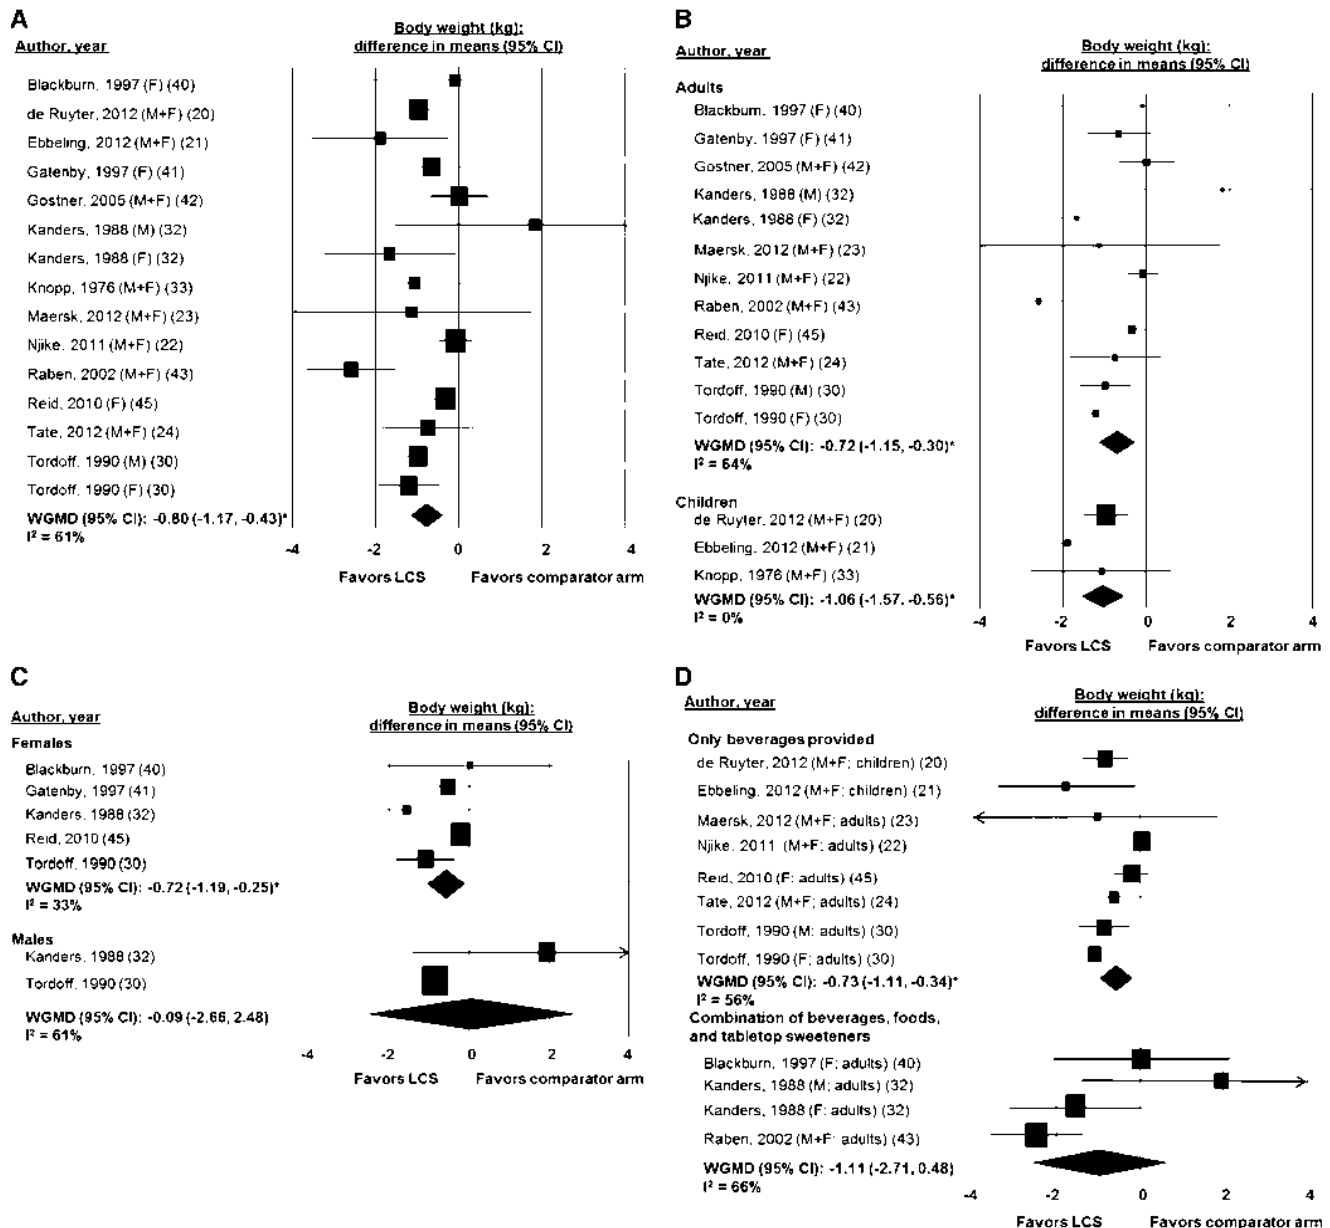 A
Author, year
Body weight (kg):
difference in means (95% CI)
Blackburn, 1997 (F) (40)
de Ruyter, 2012 (M+F) (20)
Ebbeling, 2012 (M+F) (21)
Gatenby, 1997 (F) (41)
Gostner, 2005 (M+F) (42)
Kanders, 1988 (M) (32)
Kanders, 1988 (F) (32)
Knopp, 1976 (M+F) (33)
Maersk, 2012 (M+F) (23)
Njike, 2011 (M+F) (22)
Raben, 2002 (M+F) (43)
Reid, 2010 (F) (45)
Tate, 2012 (M+F) (24)
Tordoff, 1990 (M) (30)
Tordoff, 1990 (F) (30)
WGMD (95% CI): -0.80 (-1.17, -0.43)*
I² = 61%
-4 -2 0 2 4
Favors LCS Favors comparator arm
B
Author, year
Body weight (kg):
difference in means (95% CI)
Adults
Blackburn, 1997 (F) (40)
Gatenby, 1997 (F) (41)
Gostner, 2005 (M+F) (42)
Kanders, 1988 (M) (32)
Kanders, 1988 (F) (32)
Maersk, 2012 (M+F) (23)
Njike, 2011 (M+F) (22)
Raben, 2002 (M+F) (43)
Reid, 2010 (F) (45)
Tate, 2012 (M+F) (24)
Tordoff, 1990 (M) (30)
Tordoff, 1990 (F) (30)
WGMD (95% CI): -0.72 (-1.15, -0.30)*
I² = 64%
Children
de Ruyter, 2012 (M+F) (20)
Ebbeling, 2012 (M+F) (21)
Knopp, 1976 (M+F) (33)
WGMD (95% CI): -1.06 (-1.57, -0.56)*
I² = 0%
-4 -2 0 2 4
Favors LCS Favors comparator arm
C
Author, year
Body weight (kg):
difference in means (95% CI)
Females
Blackburn, 1997 (40)
Gatenby, 1997 (41)
Kanders, 1988 (32)
Reid, 2010 (45)
Tordoff, 1990 (30)
WGMD (95% CI): -0.72 (-1.19, -0.25)*
I² = 33%
Males
Kanders, 1988 (32)
Tordoff, 1990 (30)
WGMD (95% CI): -0.09 (-2.66, 2.48)
I² = 61%
-4 -2 0 2 4
Favors LCS Favors comparator arm
D
Author, year
Body weight (kg):
difference in means (95% CI)
Only beverages provided
de Ruyter, 2012 (M+F; children) (20)
Ebbeling, 2012 (M+F; children) (21)
Maersk, 2012 (M+F; adults) (23)
Njike, 2011 (M+F; adults) (22)
Reid, 2010 (F; adults) (45)
Tate, 2012 (M+F; adults) (24)
Tordoff, 1990 (M; adults) (30)
Tordoff, 1990 (F; adults) (30)
WGMD (95% CI): -0.73 (-1.11, -0.34)*
I² = 56%
Combination of beverages, foods,
and tabletop sweeteners
Blackburn, 1997 (F; adults) (40)
Kanders, 1988 (M; adults) (32)
Kanders, 1988 (F; adults) (32)
Raben, 2002 (M+F; adults) (43)
WGMD (95% CI): -1.11 (-2.71, 0.48)
I² = 66%
-4 -2 0 2 4
Favors LCS Favors comparator arm